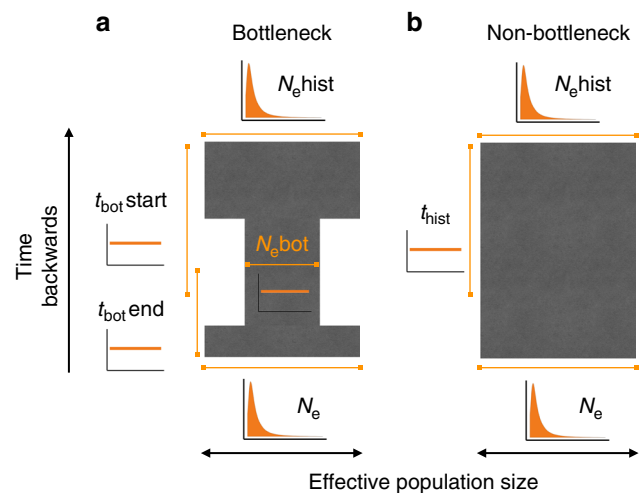 a
Bottleneck
Nehist
tbot start
Nebot
tbot end
Ne
Time
backwards
b
Non-bottleneck
Nehist
thist
Ne
Effective population size